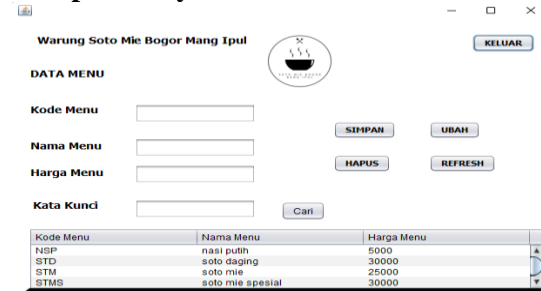 Warung Soto Mie Bogor Mang Ipul
KELUAR
DATA MENU
Kode Menu
SIMPAN UBAH
Nama Menu
HAPUS REFRESH
Harga Menu
Kata Kunci Cari
Kode Menu Nama Menu Harga Menu
NSP nasi putih 5000
STD soto daging 30000
STM soto mie 25000
STMS soto mie spesial 30000